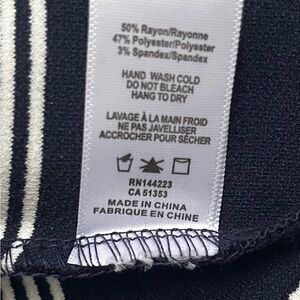 50% Rayon/Rayonne
47% Polyester/Polyester
3% Spandex/Spandex
HAND WASH COLD
DO NOT BLEACH
HANG TO DRY
LAVAGE À LA MAIN FROID
NE PAS JAVELLISER
ACCROCHER POUR SÉCHER
RN144223
CA 51353
MADE IN CHINA
FABRIQUE EN CHINE